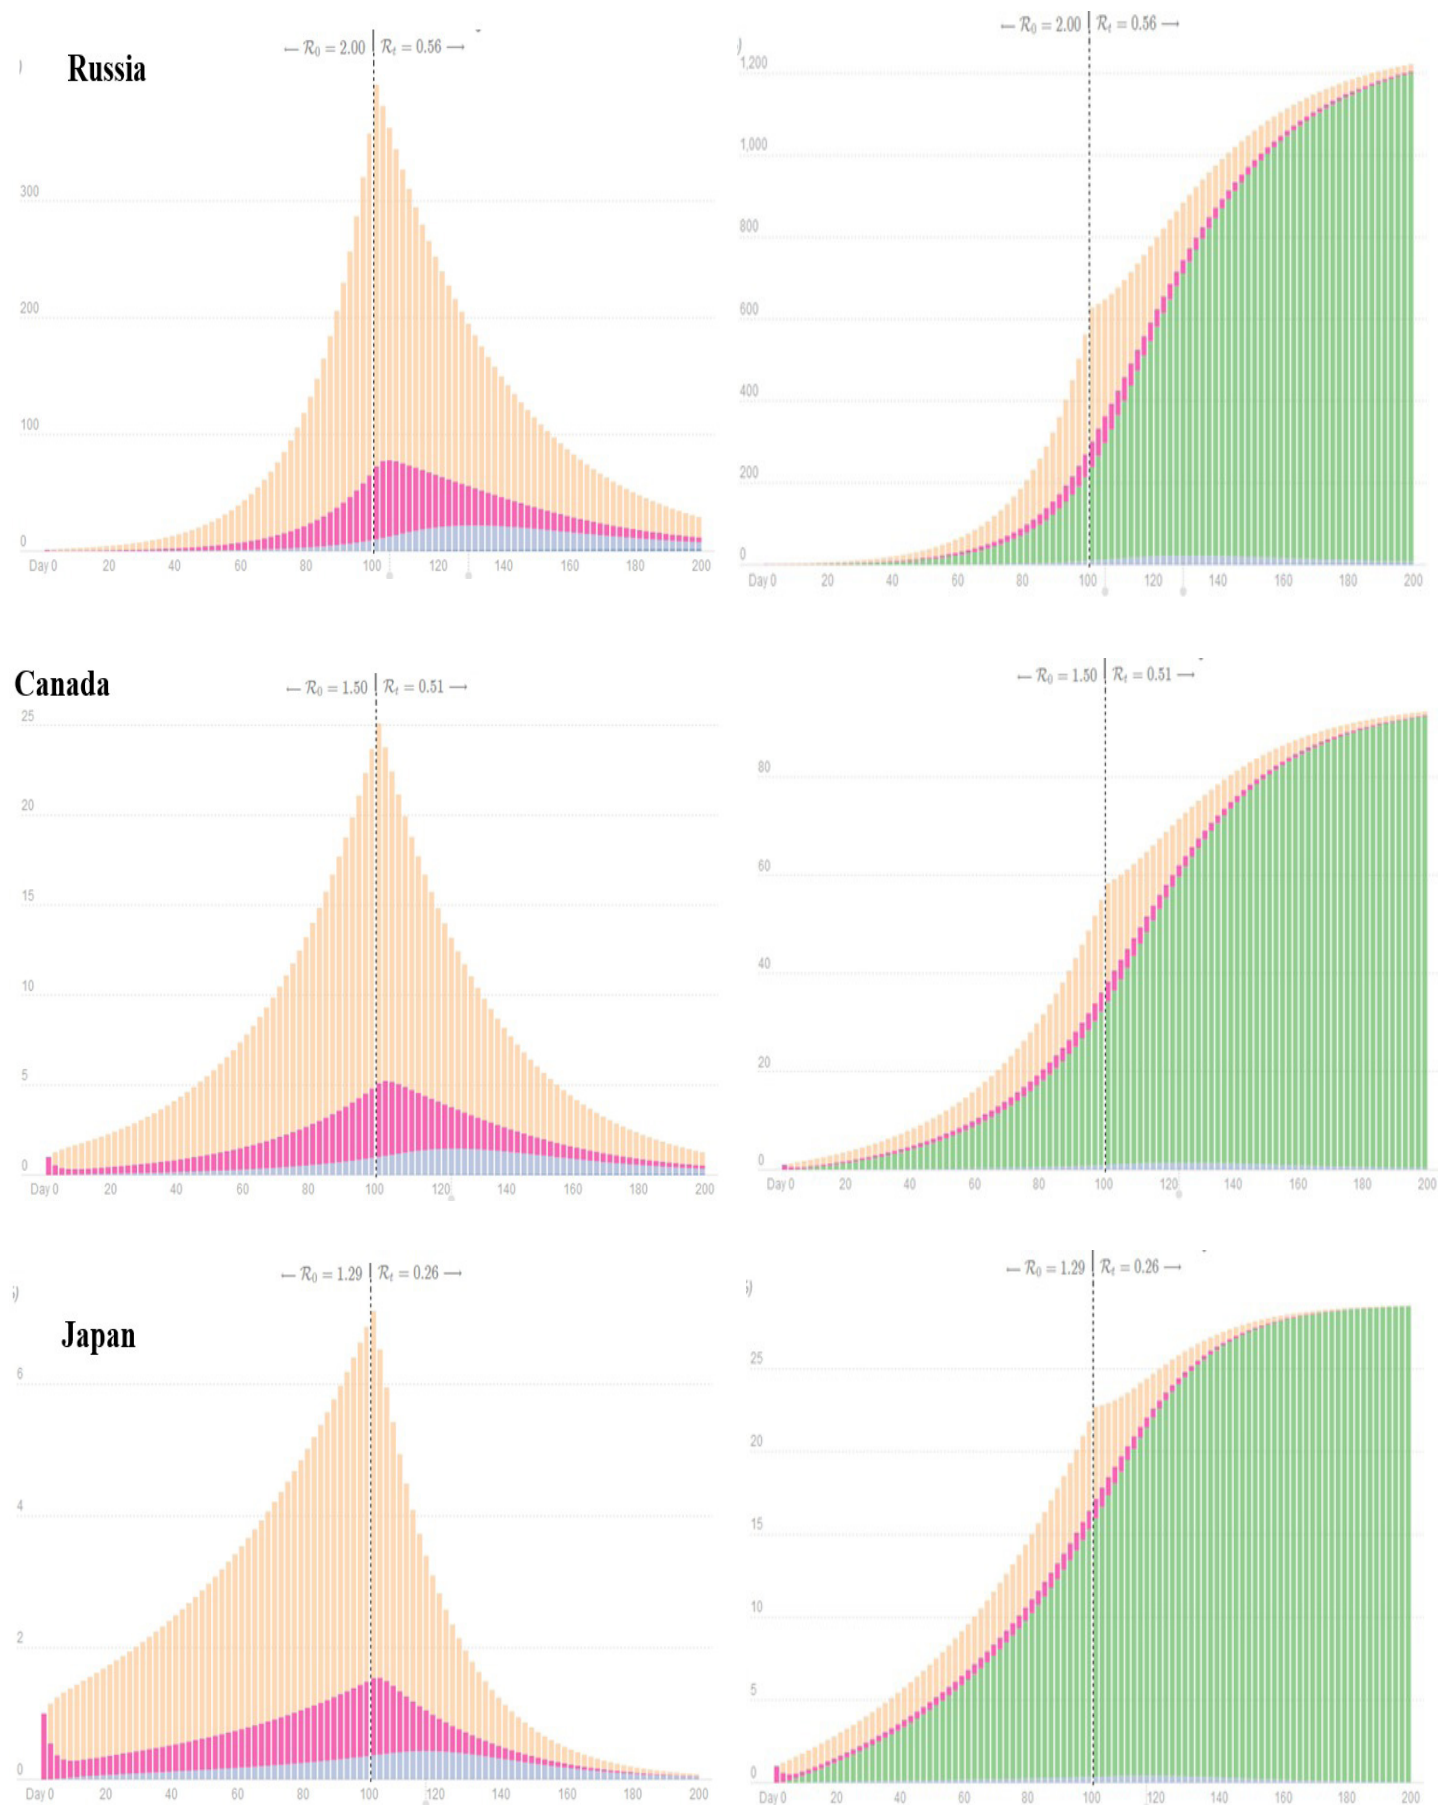 ← R₀ = 2.00 | Rₜ = 0.56 →
Russia
300
200
100
0
Day 0 20 40 60 80 100 120 140 160 180 200
← R₀ = 2.00 | Rₜ = 0.56 →
1,200
1,000
800
600
400
200
0
Day 0 20 40 60 80 100 120 140 160 180 200
Canada
← R₀ = 1.50 | Rₜ = 0.51 →
25
20
15
10
5
0
Day 0 20 40 60 80 100 120 140 160 180 200
← R₀ = 1.50 | Rₜ = 0.51 →
80
60
40
20
0
Day 0 20 40 60 80 100 120 140 160 180 200
← R₀ = 1.29 | Rₜ = 0.26 →
Japan
6
4
2
0
Day 0 20 40 60 80 100 120 140 160 180 200
← R₀ = 1.29 | Rₜ = 0.26 →
25
20
15
10
5
0
Day 0 20 40 60 80 100 120 140 160 180 200